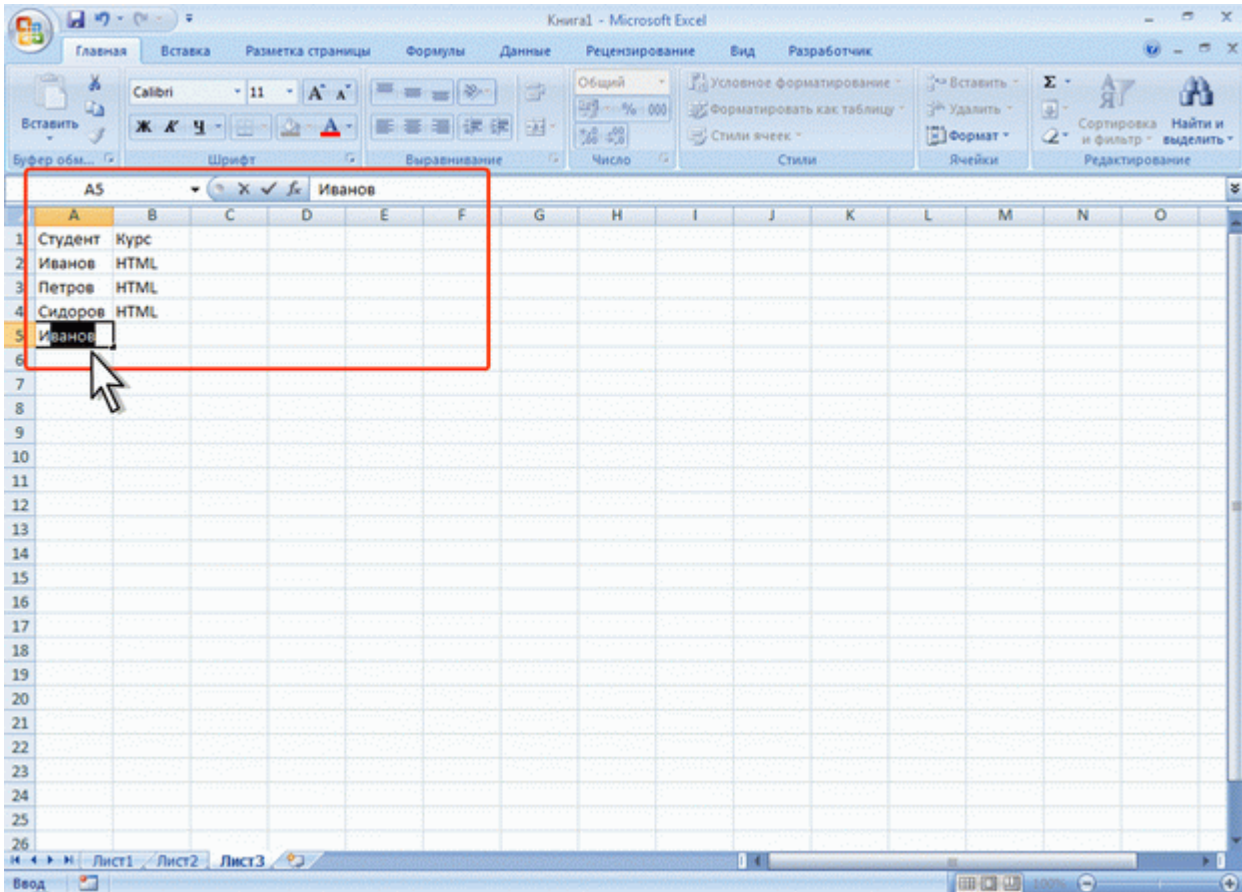 Книга1 - Microsoft Excel
Главная Вставка Разметка страницы Формулы Данные Рецензирование Вид Разработчик
Calibri 11 A A Общий Условное форматирование Вставить Σ
Вставить Ж К Ч A % 000 Форматировать как таблицу Удалить Сортировка и фильтр Найти и выделить
,00 Стили ячеек Формат
Буфер обм... Шрифт Выравнивание Число Стили Ячейки Редактирование
A5 fx Иванов
A B C D E F G H I J K L M N O
1 Студент Курс
2 Иванов HTML
3 Петров HTML
4 Сидоров HTML
5 Иванов
6
7
8
9
10
11
12
13
14
15
16
17
18
19
20
21
22
23
24
25
26
Лист1 Лист2 Лист3
Ввод 100%